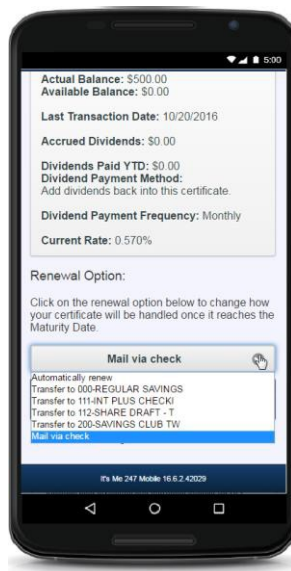 5:00
Actual Balance: $500.00
Available Balance: $0.00
Last Transaction Date: 10/20/2016
Accrued Dividends: $0.00
Dividends Paid YTD: $0.00
Dividend Payment Method:
Add dividends back into this certificate.
Dividend Payment Frequency: Monthly
Current Rate: 0.570%
Renewal Option:
Click on the renewal option below to change how
your certificate will be handled once it reaches the
Maturity Date.
Mail via check
Automatically renew
Transfer to 000-REGULAR SAVINGS
Transfer to 111-INT PLUS CHECKI
Transfer to 112-SHARE DRAFT - T
Transfer to 200-SAVINGS CLUB TW
Mail via check
It's Me 247 Mobile 16.6.2.42029